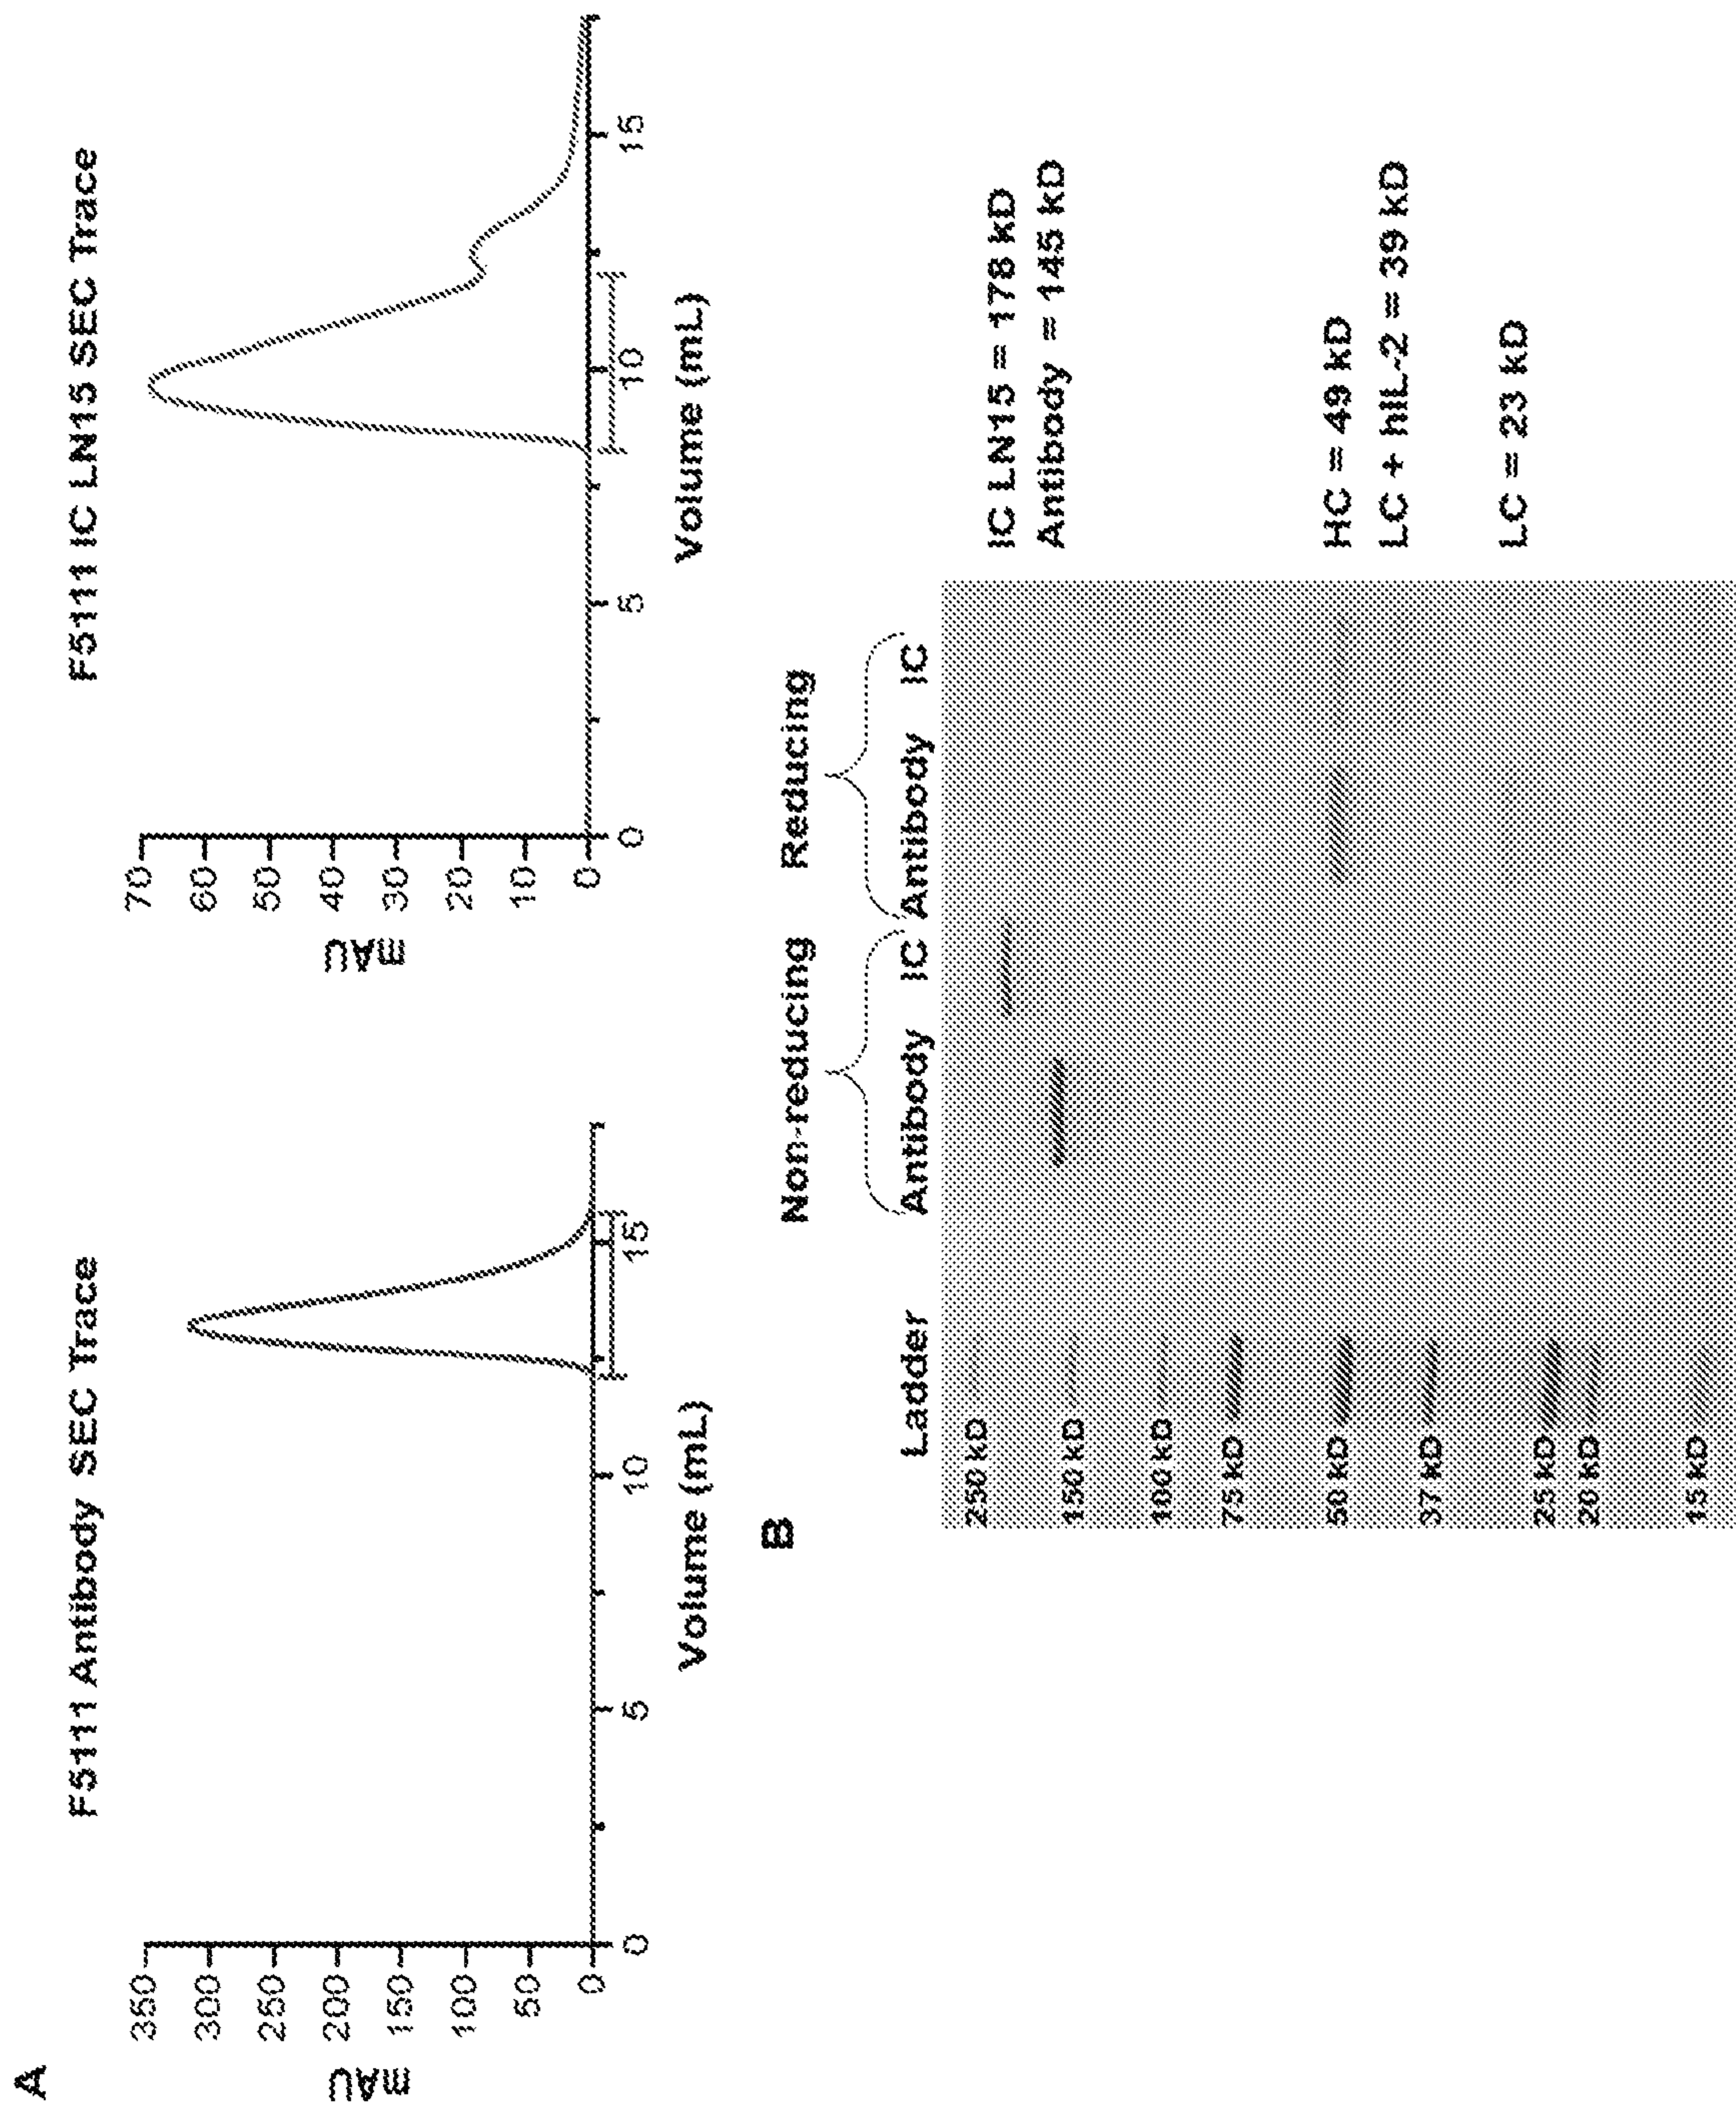 A
F5111 Antibody SEC Trace
mAU
350
300
250
200
150
100
50
0
0
5
10
15
Volume (mL)
F5111 IC LN15 SEC Trace
mAU
70
60
50
40
30
20
10
0
0
5
10
15
Volume (mL)
B
Non-reducing Reducing
Ladder Antibody IC Antibody IC
250 kD
150 kD
100 kD
75 kD
50 kD
37 kD
25 kD
20 kD
15 kD
IC LN15 = 178 kD
Antibody = 145 kD
HC = 49 kD
LC + hIL-2 = 39 kD
LC = 23 kD